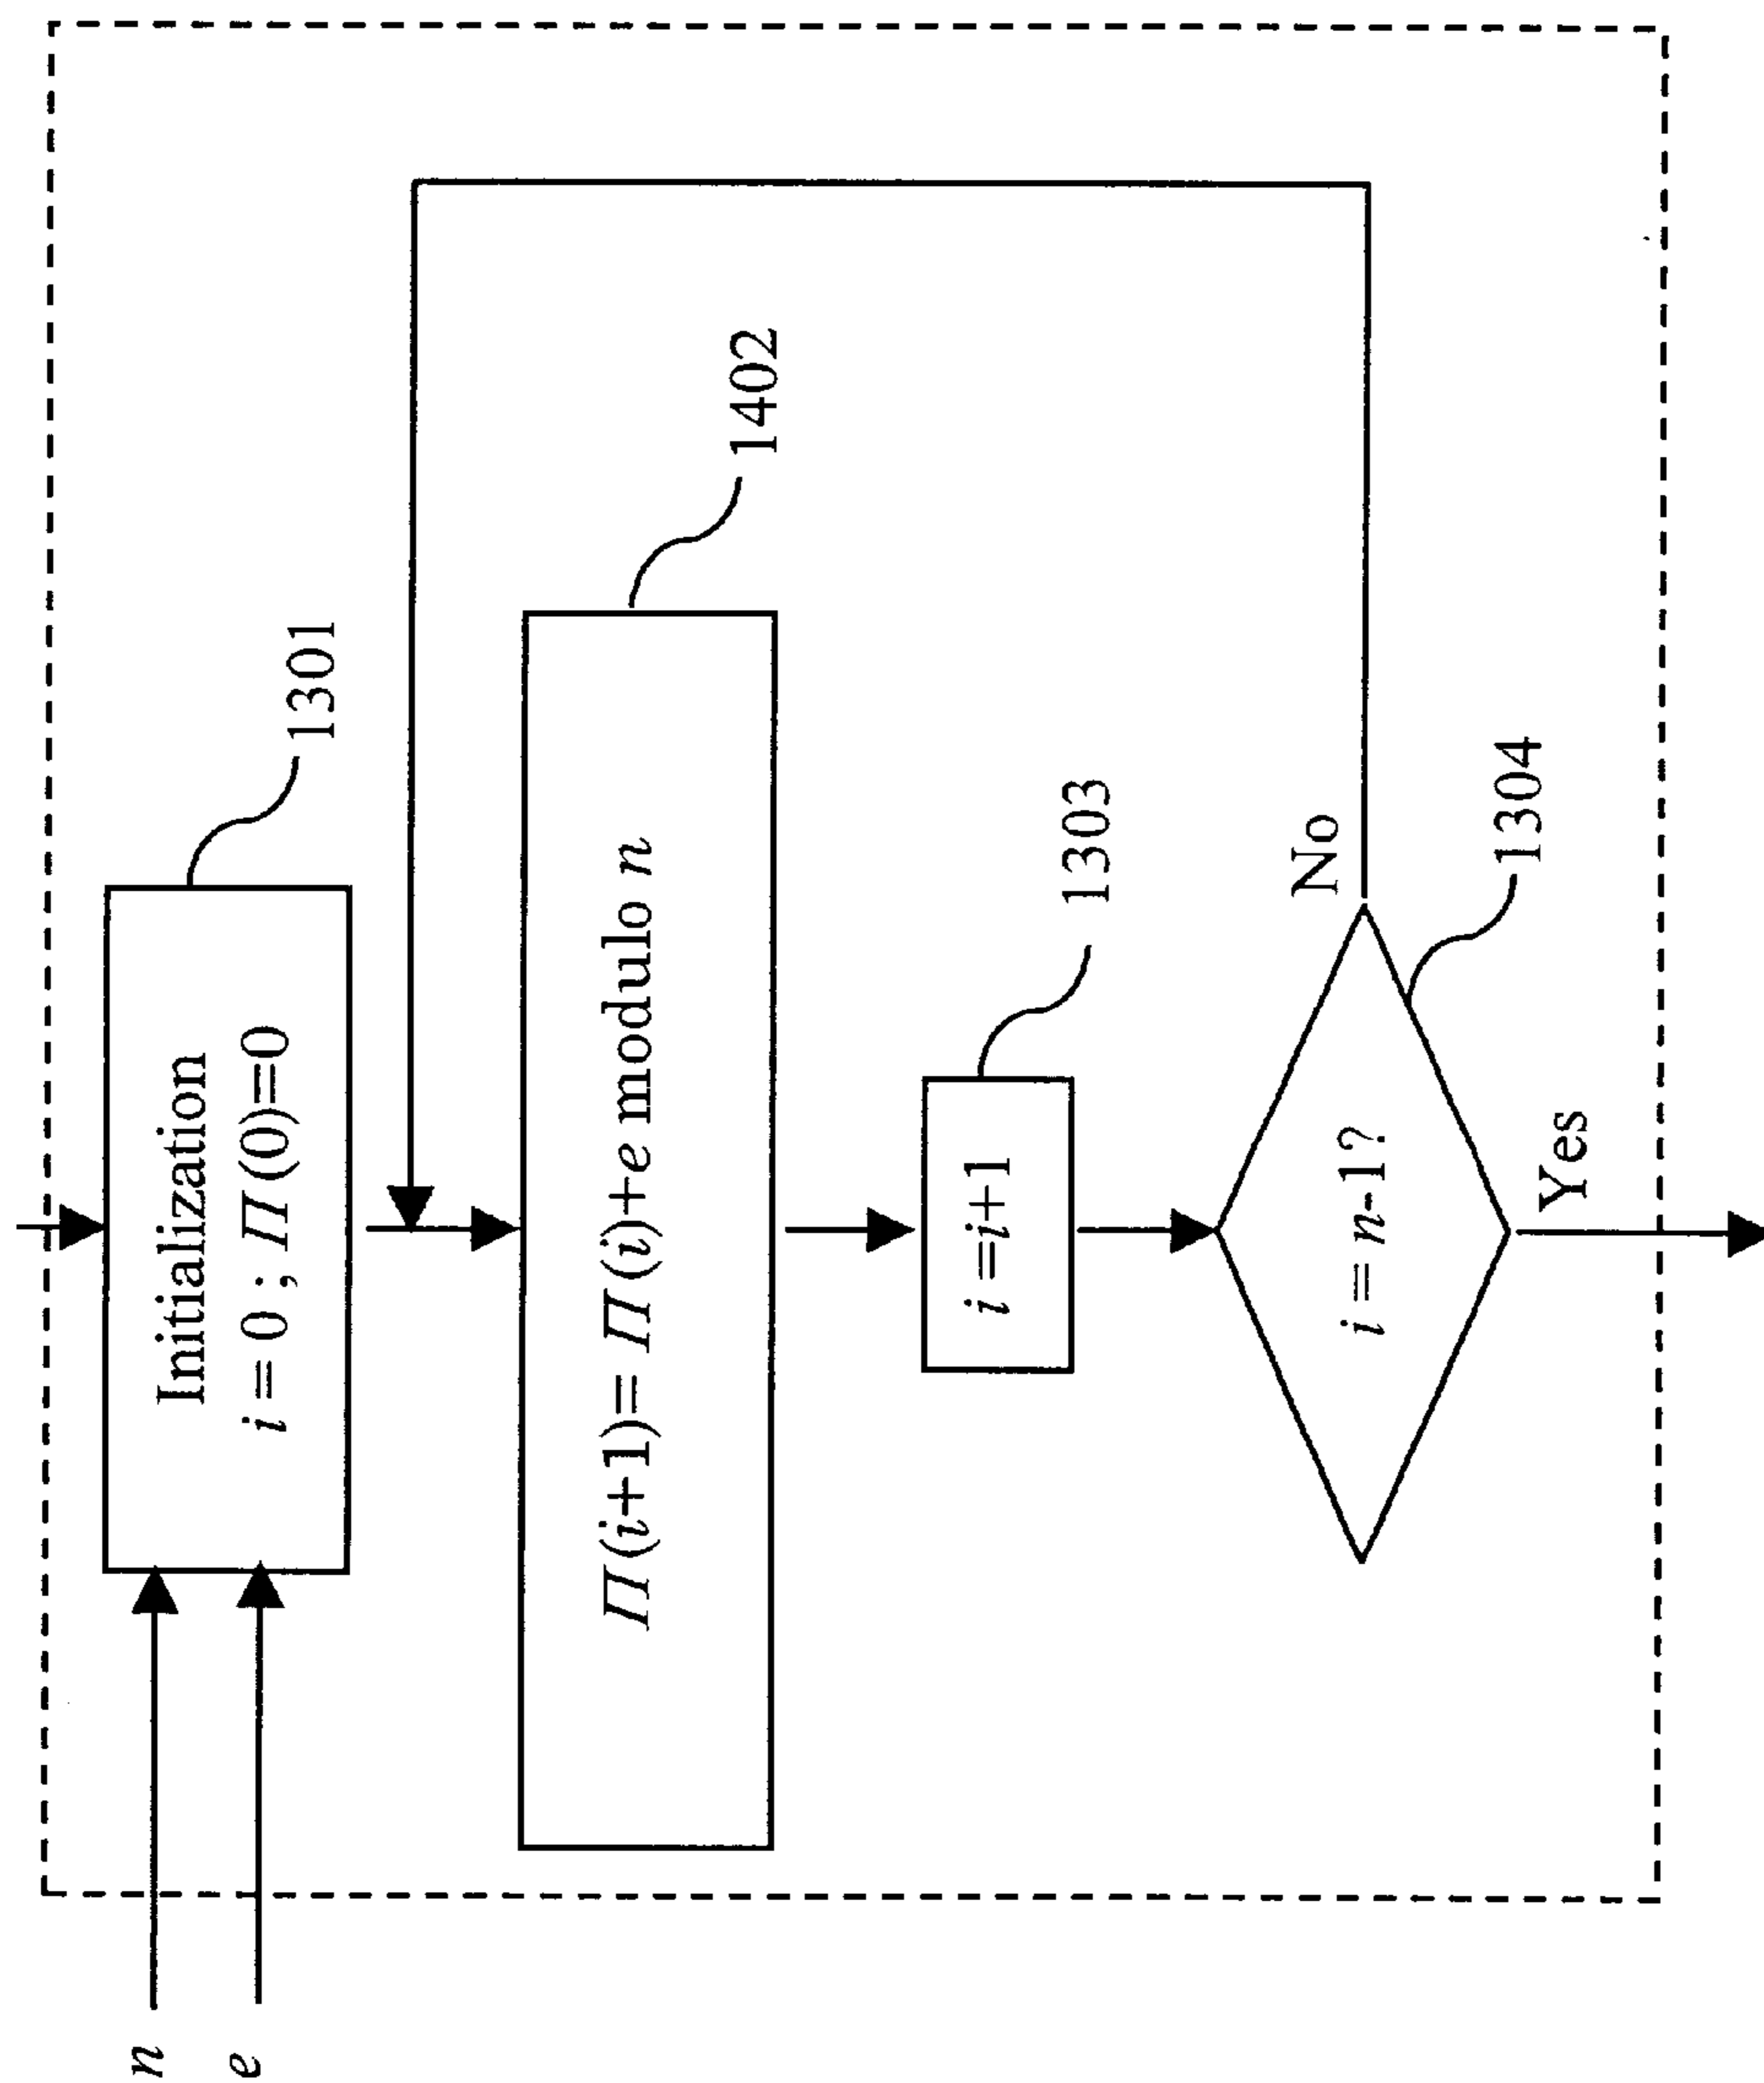 n
e
Initialization
i = 0 ; Π(0)=0
1301
Π(i+1)= Π(i)+e modulo n
1402
i =i+1
1303
i = n-1?
No
1304
Yes